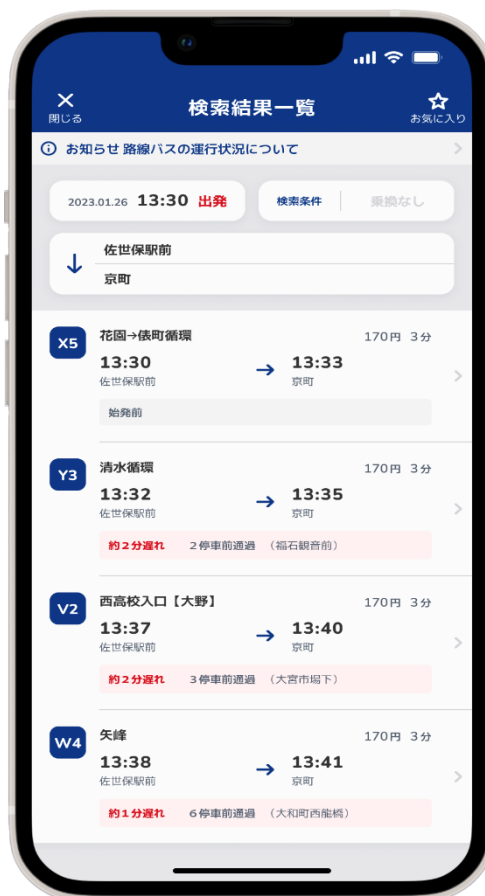 閉じる
検索結果一覧
お気に入り
お知らせ 路線バスの運行状況について
2023.01.26 13:30 出発
検索条件 乗換なし
佐世保駅前
京町
X5 花園→俵町循環 170円 3分
13:30 → 13:33
佐世保駅前 京町
始発前
Y3 清水循環 170円 3分
13:32 → 13:35
佐世保駅前 京町
約2分遅れ 2停車前通過 (福石観音前)
V2 西高校入口【大野】 170円 3分
13:37 → 13:40
佐世保駅前 京町
約2分遅れ 3停車前通過 (大宮市場下)
W4 矢峰 170円 3分
13:38 → 13:41
佐世保駅前 京町
約1分遅れ 6停車前通過 (大和町西龍橋)